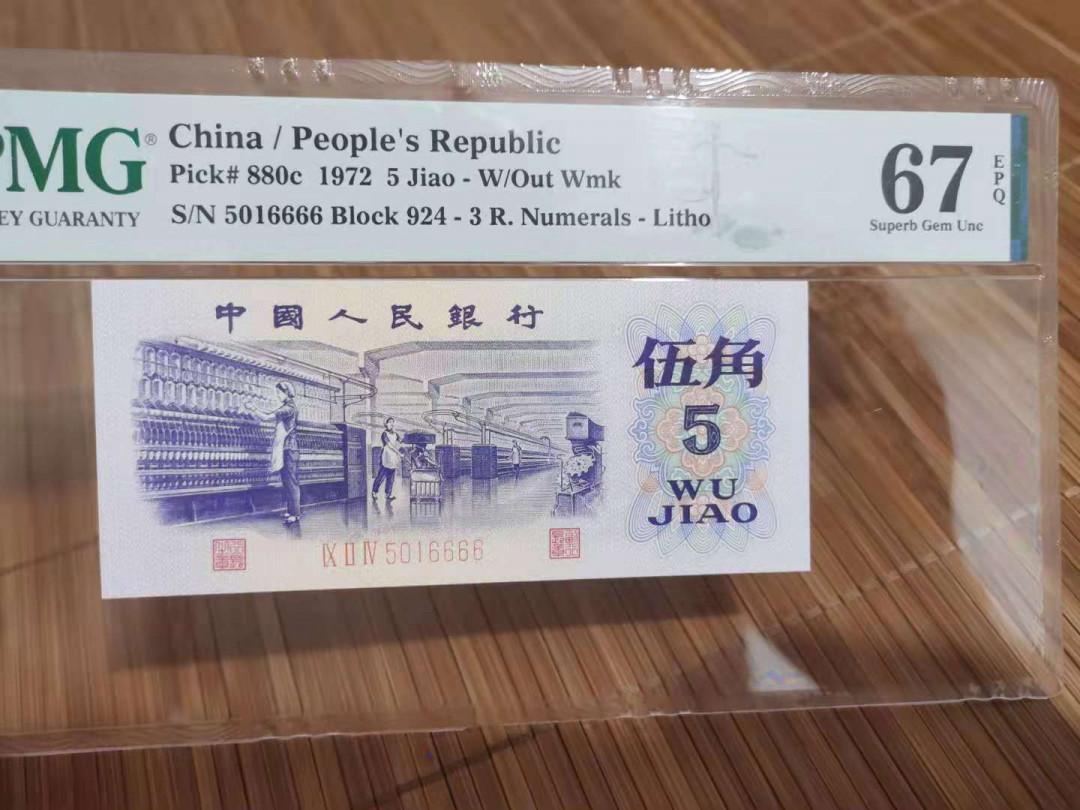 PMG®
China / People's Republic
Pick# 880c 1972 5 Jiao - W/Out Wmk
EY GUARANTY
S/N 5016666 Block 924 - 3 R. Numerals - Litho
67
EPQ
Superb Gem Unc
中國人民銀行
伍角
5
WU
JIAO
IX II IV 5016666